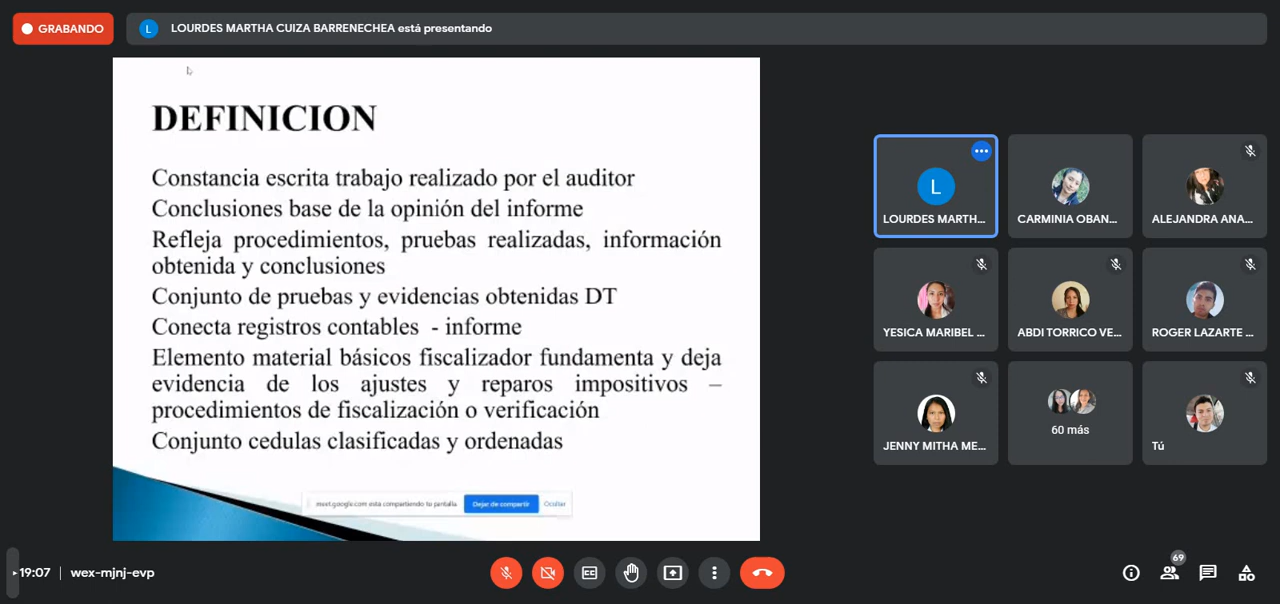 GRABANDO
L
LOURDES MARTHA CUIZA BARRENECHEA está presentando
DEFINICION
Constancia escrita trabajo realizado por el auditor
Conclusiones base de la opinión del informe
Refleja procedimientos, pruebas realizadas, información
obtenida y conclusiones
Conjunto de pruebas y evidencias obtenidas DT
Conecta registros contables - informe
Elemento material básicos fiscalizador fundamenta y deja
evidencia de los ajustes y reparos impositivos –
procedimientos de fiscalización o verificación
Conjunto cedulas clasificadas y ordenadas
meet.google.com está compartiendo tu pantalla.
Dejar de compartir
Ocultar
L
LOURDES MARTH...
CARMINIA OBAN...
ALEJANDRA ANA...
YESICA MARIBEL ...
ABDI TORRICO VE...
ROGER LAZARTE ...
JENNY MITHA ME...
60 más
Tú
19:07 | wex-mjnj-evp
69